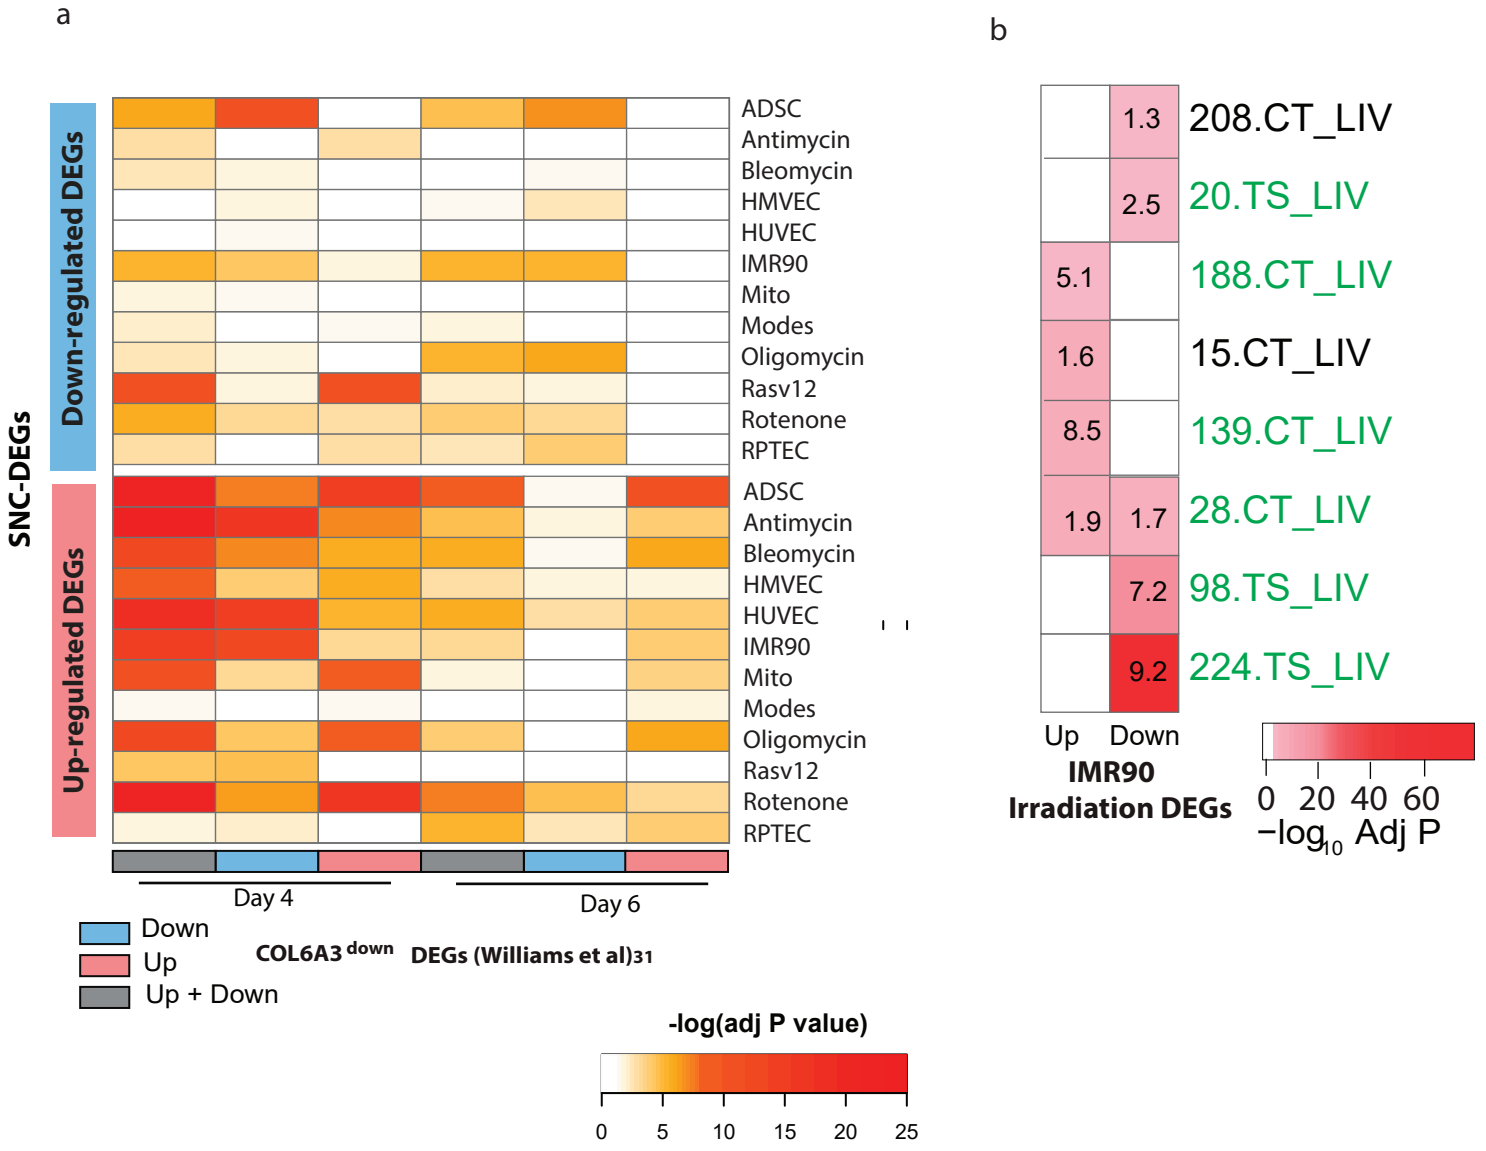 a
SNC-DEGs
Down-regulated DEGs
ADSC
Antimycin
Bleomycin
HMVEC
HUVEC
IMR90
Mito
Modes
Oligomycin
Rasv12
Rotenone
RPTEC
Up-regulated DEGs
ADSC
Antimycin
Bleomycin
HMVEC
HUVEC
IMR90
Mito
Modes
Oligomycin
Rasv12
Rotenone
RPTEC
Day 4
Day 6
Down
Up
Up + Down
COL6A3 down DEGs (Williams et al)31
-log(adj P value)
0 5 10 15 20 25
b
1.3 208.CT_LIV
2.5 20.TS_LIV
5.1 188.CT_LIV
1.6 15.CT_LIV
8.5 139.CT_LIV
1.9 1.7 28.CT_LIV
7.2 98.TS_LIV
9.2 224.TS_LIV
Up Down
IMR90
Irradiation DEGs
0 20 40 60
−log10 Adj P